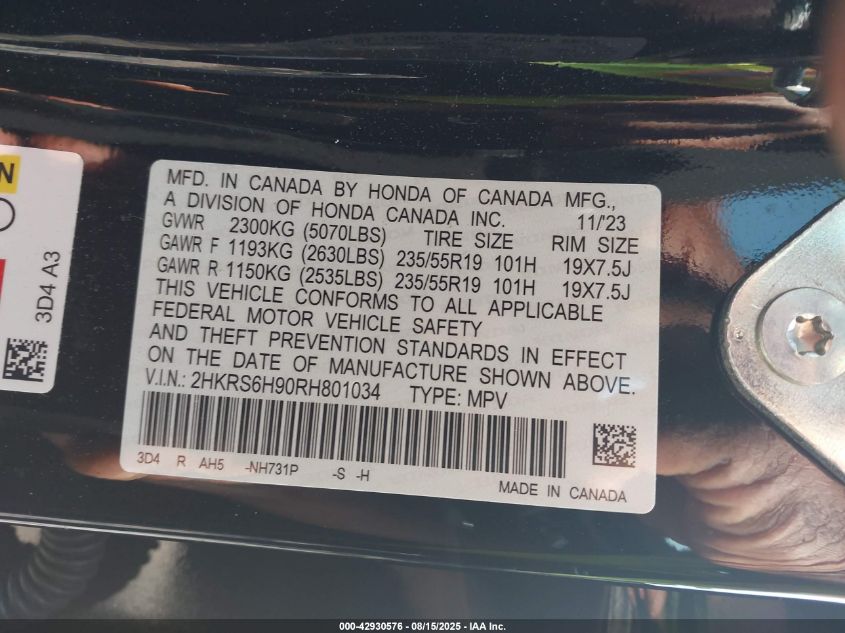 N
3D4 A3
MFD. IN CANADA BY HONDA OF CANADA MFG.,
A DIVISION OF HONDA CANADA INC. 11/'23
GVWR 2300KG (5070LBS) TIRE SIZE RIM SIZE
GAWR F 1193KG (2630LBS) 235/55R19 101H 19X7.5J
GAWR R 1150KG (2535LBS) 235/55R19 101H 19X7.5J
THIS VEHICLE CONFORMS TO ALL APPLICABLE
FEDERAL MOTOR VEHICLE SAFETY
AND THEFT PREVENTION STANDARDS IN EFFECT
ON THE DATE OF MANUFACTURE SHOWN ABOVE.
V.I.N.: 2HKRS6H90RH801034 TYPE: MPV
3D4 R AH5 -NH731P -S -H
MADE IN CANADA
000-42930576 - 08/15/2025 - IAA Inc.